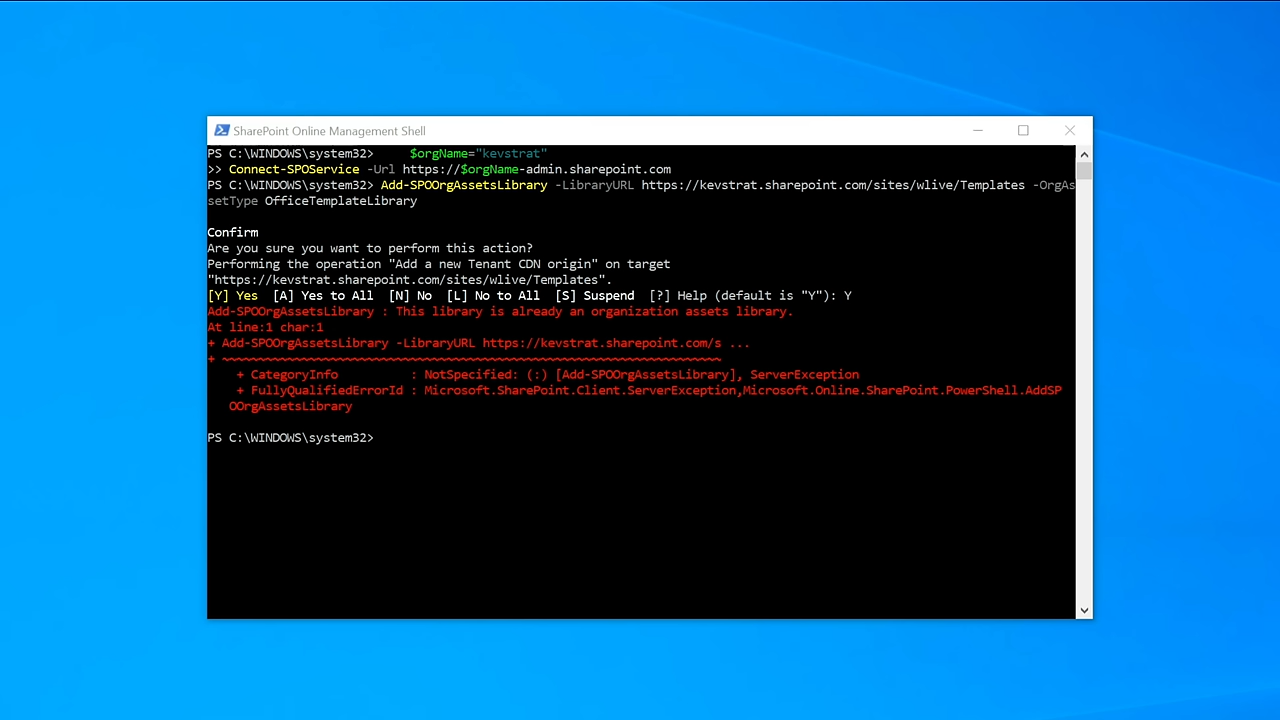 SharePoint Online Management Shell
PS C:\WINDOWS\system32>     $orgName="kevstrat"
>> Connect-SPOService -Url https://$orgName-admin.sharepoint.com
PS C:\WINDOWS\system32> Add-SPOOrgAssetsLibrary -LibraryURL https://kevstrat.sharepoint.com/sites/wlive/Templates -OrgAs
setType OfficeTemplateLibrary
Confirm
Are you sure you want to perform this action?
Performing the operation "Add a new Tenant CDN origin" on target
"https://kevstrat.sharepoint.com/sites/wlive/Templates".
[Y] Yes  [A] Yes to All  [N] No  [L] No to All  [S] Suspend  [?] Help (default is "Y"): Y
Add-SPOOrgAssetsLibrary : This library is already an organization assets library.
At line:1 char:1
+ Add-SPOOrgAssetsLibrary -LibraryURL https://kevstrat.sharepoint.com/s ...
+ ~~~~~~~~~~~~~~~~~~~~~~~~~~~~~~~~~~~~~~~~~~~~~~~~~~~~~~~~~~~~~~~~~~~~~
+ CategoryInfo          : NotSpecified: (:) [Add-SPOOrgAssetsLibrary], ServerException
+ FullyQualifiedErrorId : Microsoft.SharePoint.Client.ServerException,Microsoft.Online.SharePoint.PowerShell.AddSP
OOrgAssetsLibrary
PS C:\WINDOWS\system32>